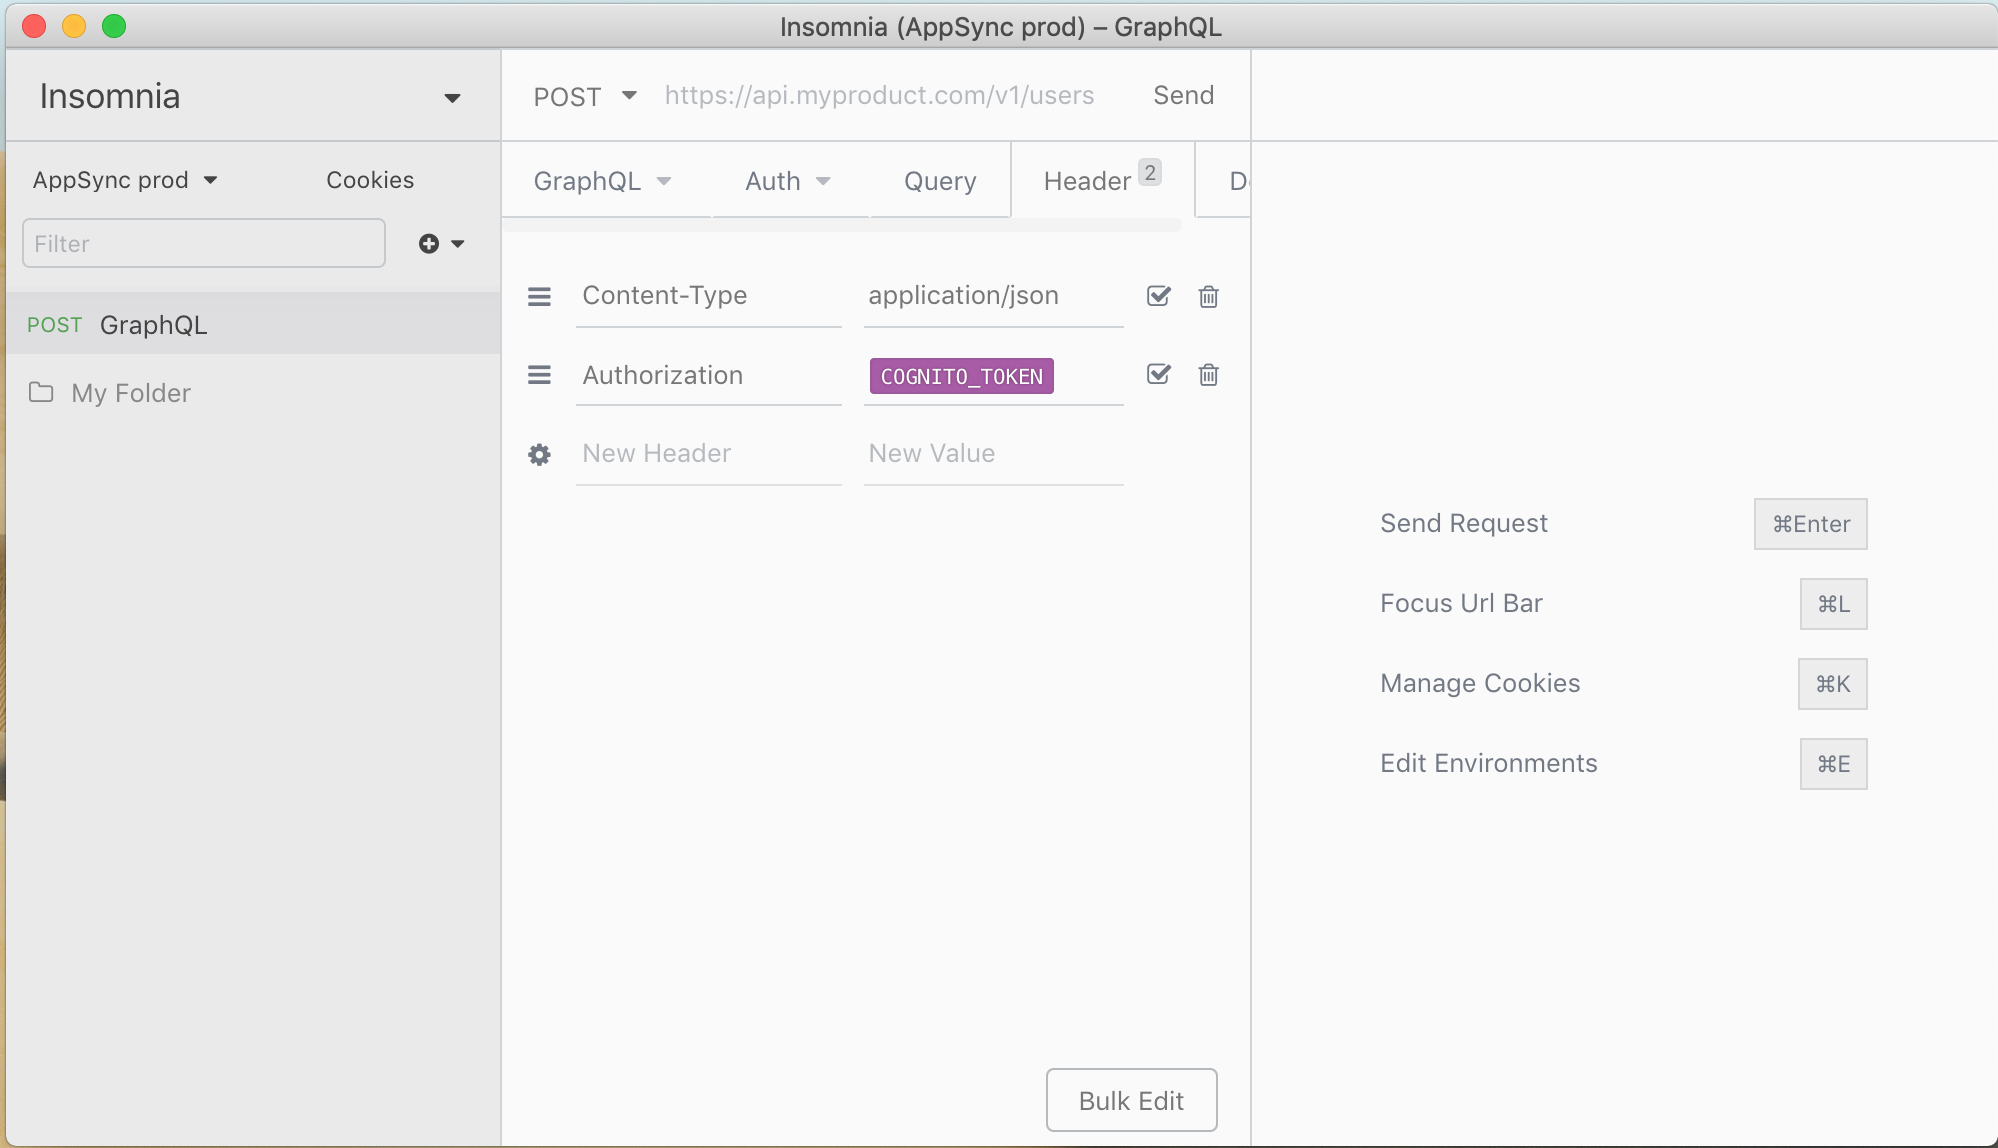 Insomnia (AppSync prod) – GraphQL
Insomnia
POST https://api.myproduct.com/v1/users Send
AppSync prod Cookies
GraphQL Auth Query Header 2 D
Filter
Content-Type application/json
POST GraphQL
Authorization COGNITO_TOKEN
My Folder
New Header New Value
Send Request ⌘Enter
Focus Url Bar ⌘L
Manage Cookies ⌘K
Edit Environments ⌘E
Bulk Edit